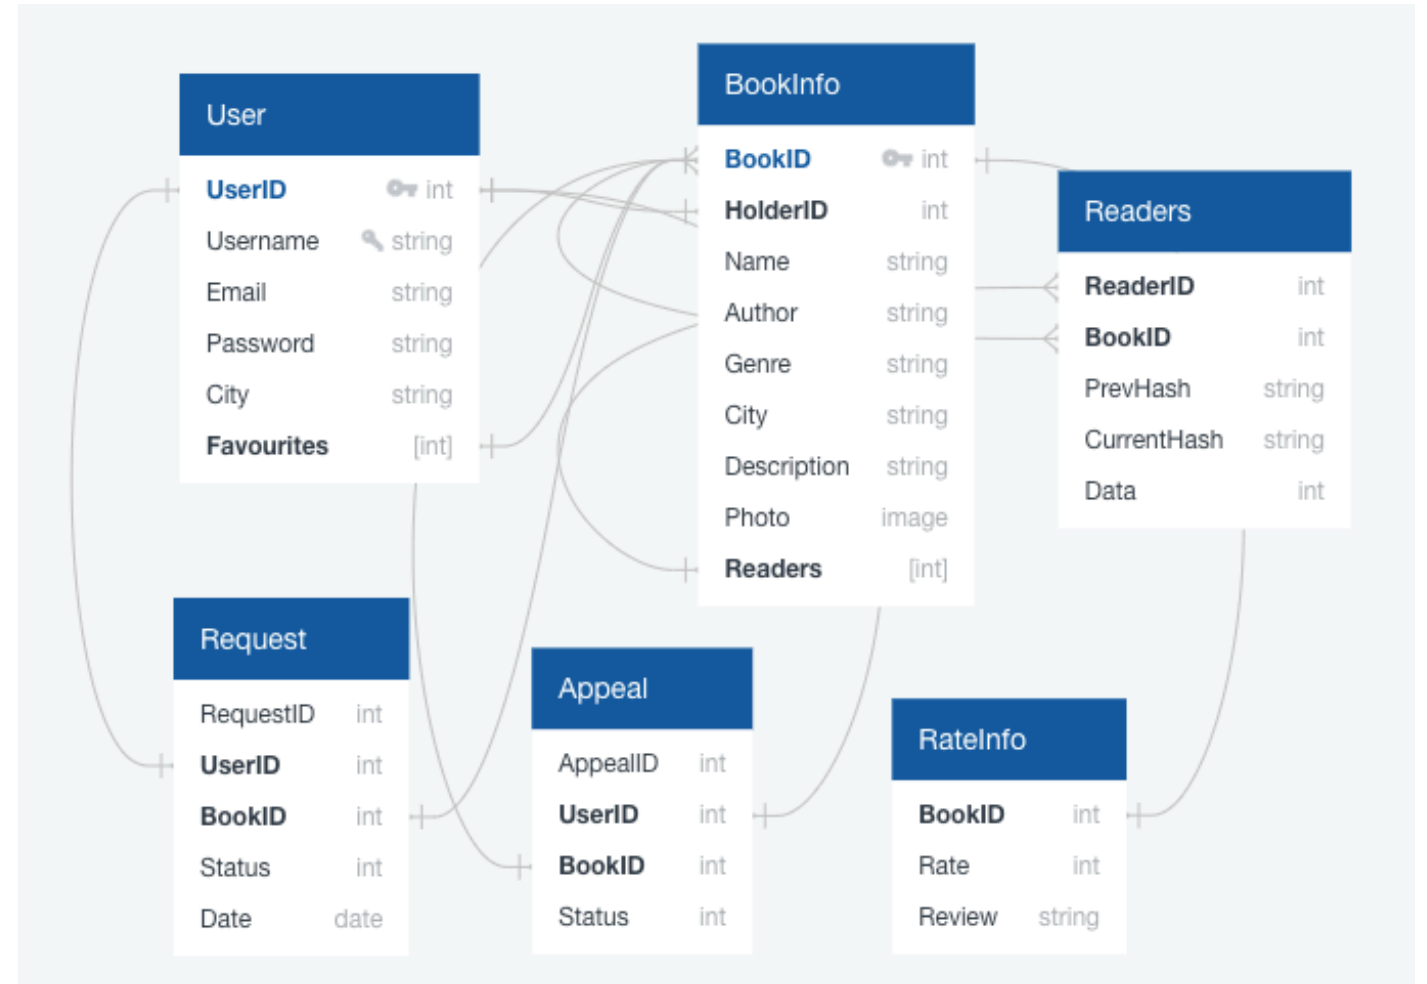 User
UserID int
Username string
Email string
Password string
City string
Favourites [int]
BookInfo
BookID int
HolderID int
Name string
Author string
Genre string
City string
Description string
Photo image
Readers [int]
Readers
ReaderID int
BookID int
PrevHash string
CurrentHash string
Data int
Request
RequestID int
UserID int
BookID int
Status int
Date date
Appeal
AppealID int
UserID int
BookID int
Status int
RateInfo
BookID int
Rate int
Review string